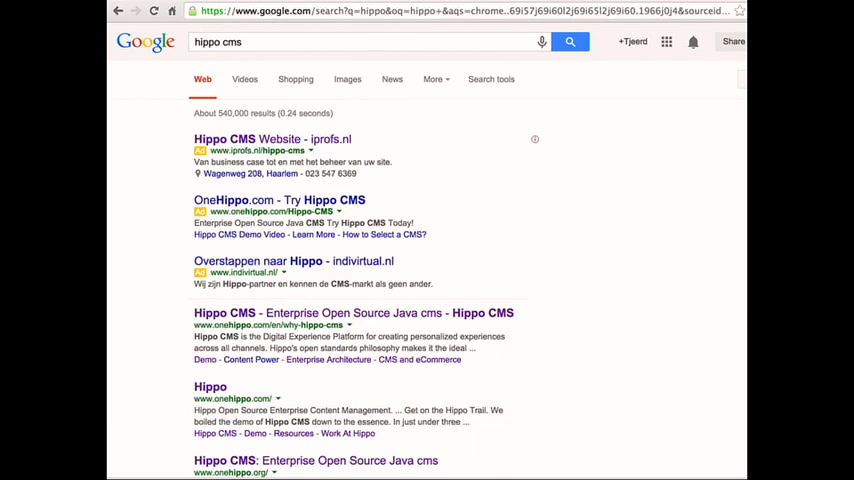 https://www.google.com/search?q=hippo&oq=hippo+&aqs=chrome..69i57j69i60l2j69i65l2j69i60.1966j0j4&sourceid
Google
hippo cms
+Tjeerd
Share
Web Videos Shopping Images News More Search tools
About 540,000 results (0.24 seconds)
Hippo CMS Website - iprofs.nl
Ad www.iprofs.nl/hippo-cms
Van business case tot en met het beheer van uw site.
Wagenweg 208, Haarlem - 023 547 6369
OneHippo.com - Try Hippo CMS
Ad www.onehippo.com/Hippo-CMS
Enterprise Open Source Java CMS Try Hippo CMS Today!
Hippo CMS Demo Video - Learn More - How to Select a CMS?
Overstappen naar Hippo - indivirtual.nl
Ad www.indivirtual.nl/
Wij zijn Hippo-partner en kennen de CMS-markt als geen ander.
Hippo CMS - Enterprise Open Source Java cms - Hippo CMS
www.onehippo.com/en/why-hippo-cms
Hippo CMS is the Digital Experience Platform for creating personalized experiences
across all channels. Hippo's open standards philosophy makes it the ideal ...
Demo - Content Power - Enterprise Architecture - CMS and eCommerce
Hippo
www.onehippo.com/
Hippo Open Source Enterprise Content Management. ... Get on the Hippo Trail. We
boiled the demo of Hippo CMS down to the essence. In just under three ...
Hippo CMS - Demo - Resources - Work At Hippo
Hippo CMS: Enterprise Open Source Java cms
www.onehippo.org/